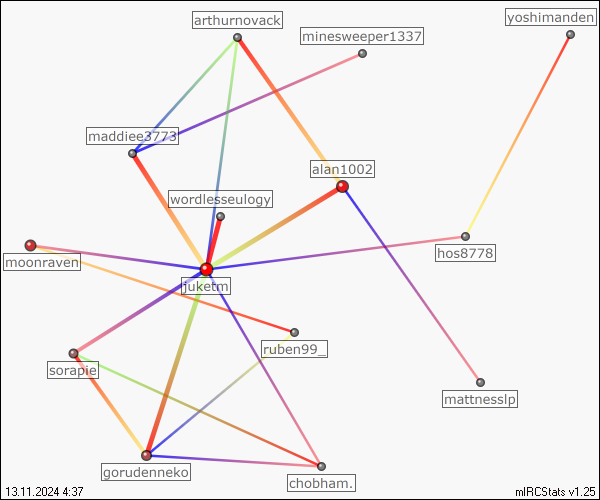 arthurnovack
yoshimanden
minesweeper1337
maddiee3773
alan1002
wordlesseulogy
hos8778
moonraven
juketm
ruben99_
sorapie
mattnesslp
gorudenneko
chobham.
13.11.2024 4:37
mIRCStats v1.25